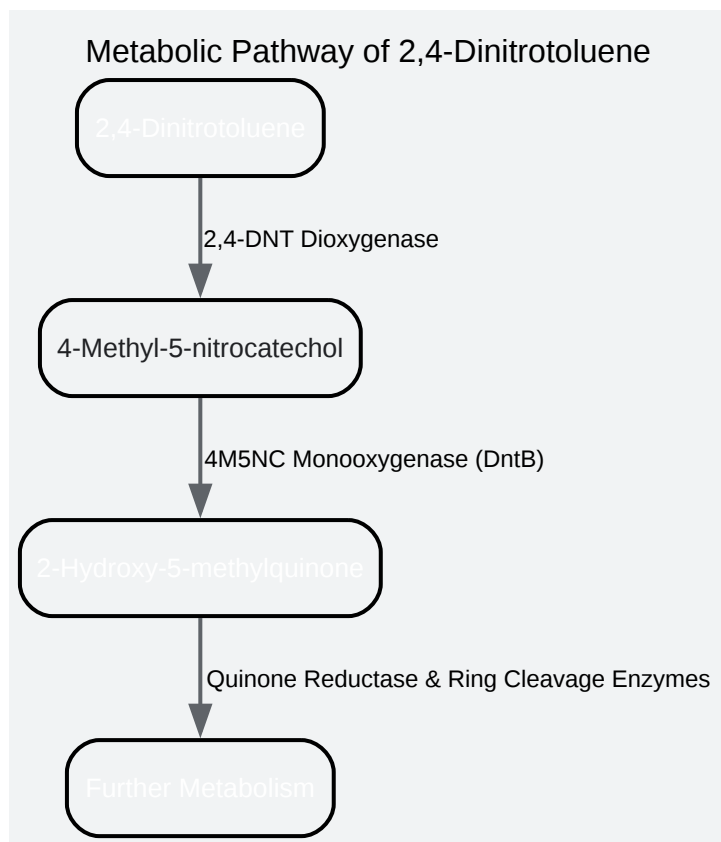 Metabolic Pathway of 2,4-Dinitrotoluene
2,4-Dinitrotoluene
2,4-DNT Dioxygenase
4-Methyl-5-nitrocatechol
4M5NC Monooxygenase (DntB)
2-Hydroxy-5-methylquinone
Quinone Reductase & Ring Cleavage Enzymes
Further Metabolism